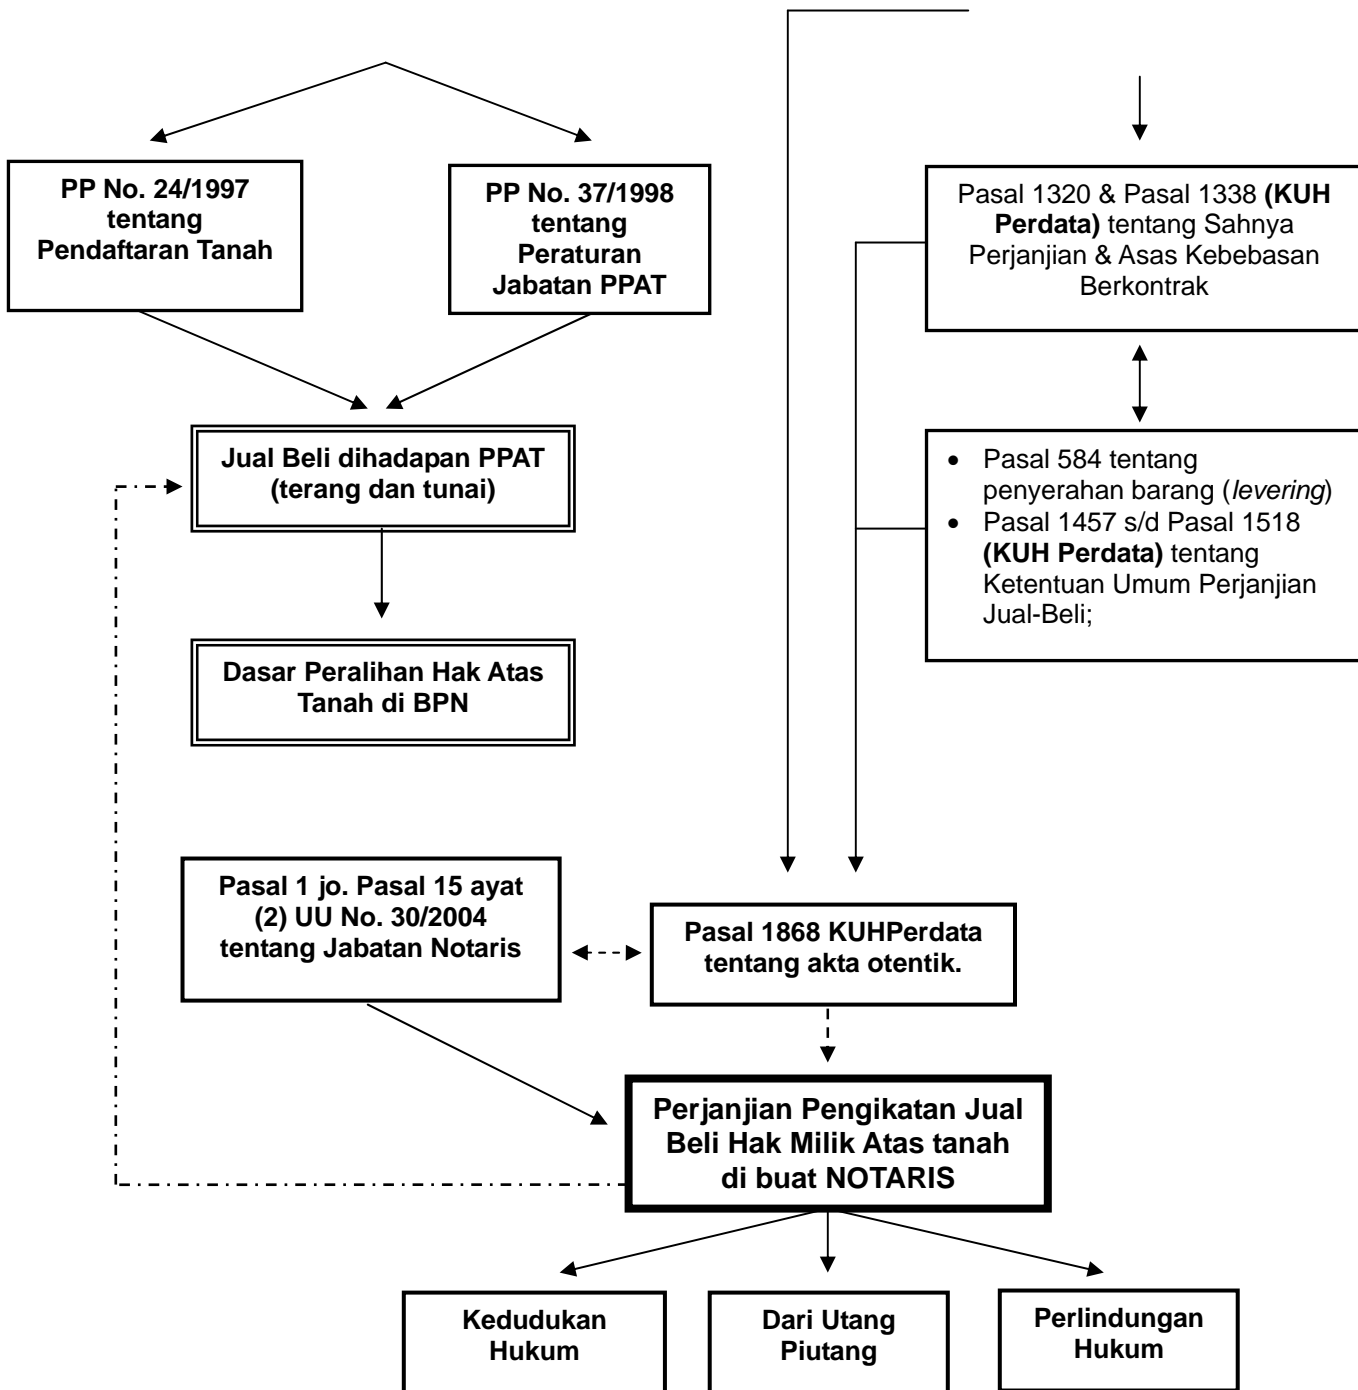 PP No. 24/1997
tentang
Pendaftaran Tanah
PP No. 37/1998
tentang
Peraturan
Jabatan PPAT
Pasal 1320 & Pasal 1338 (KUH
Perdata) tentang Sahnya
Perjanjian & Asas Kebebasan
Berkontrak
Jual Beli dihadapan PPAT
(terang dan tunai)
• Pasal 584 tentang
penyerahan barang (levering)
• Pasal 1457 s/d Pasal 1518
(KUH Perdata) tentang
Ketentuan Umum Perjanjian
Jual-Beli;
Dasar Peralihan Hak Atas
Tanah di BPN
Pasal 1 jo. Pasal 15 ayat
(2) UU No. 30/2004
tentang Jabatan Notaris
Pasal 1868 KUHPerdata
tentang akta otentik.
Perjanjian Pengikatan Jual
Beli Hak Milik Atas tanah
di buat NOTARIS
Kedudukan
Hukum
Dari Utang
Piutang
Perlindungan
Hukum